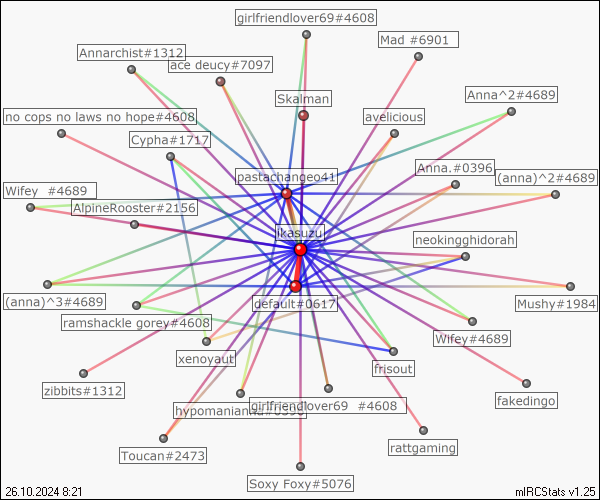 girlfriendlover69#4608
Mad #6901
Annarchist#1312
ace deucy#7097
Skalman
Anna^2#4689
no cops no laws no hope#4608
avelicious
Cypha#1717
pastachangeo41
Anna.#0396
(anna)^2#4689
Wifey  #4689
AlpineRooster#2156
ikasuzu
neokingghidorah
(anna)^3#4689
default#0617
Mushy#1984
ramshackle gorey#4608
Wifey#4689
xenoyaut
frisout
zibbits#1312
girlfriendlover69  #4608
fakedingo
Toucan#2473
rattgaming
Soxy Foxy#5076
26.10.2024 8:21
mIRCStats v1.25